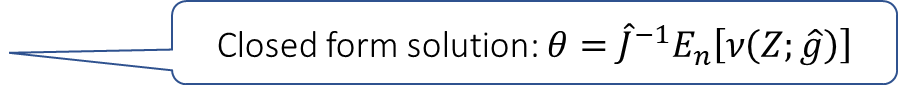 Closed form solution: θ = Ĵ⁻¹Eₙ[ν(Z; ĝ)]